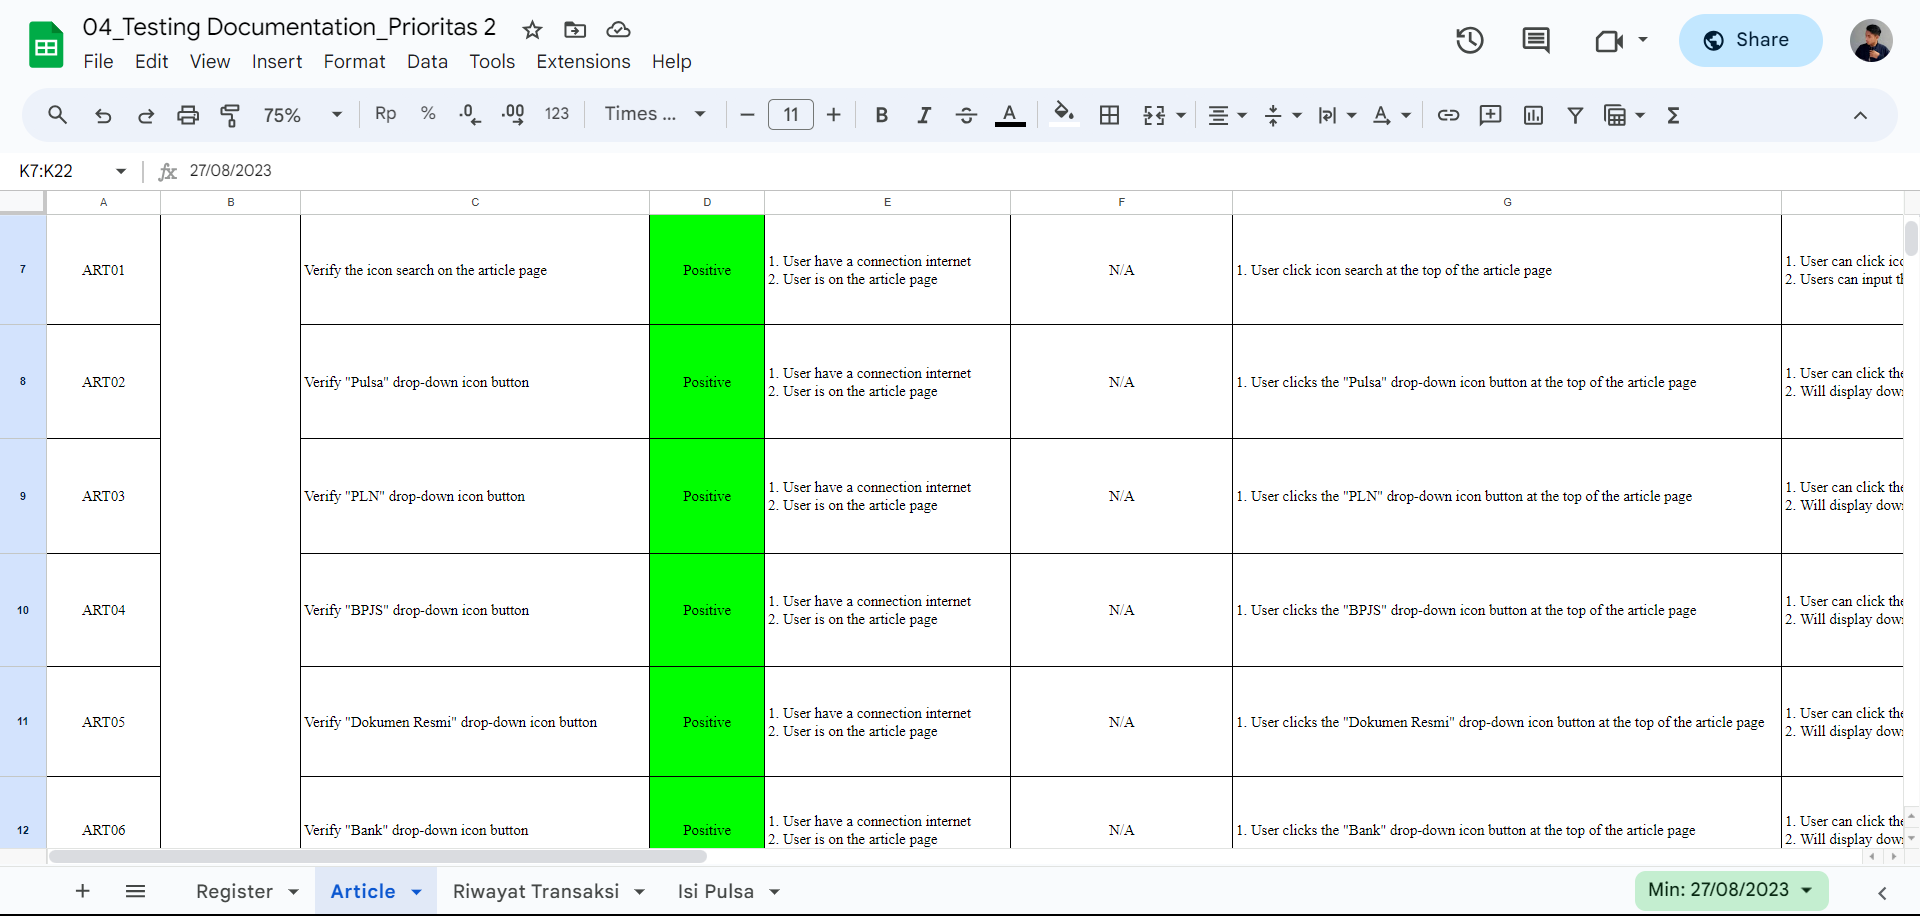 04_Testing Documentation_Prioritas 2
File Edit View Insert Format Data Tools Extensions Help
Share
75% Rp % .0 .00 123 Times ... 11 B I A
K7:K22 fx 27/08/2023
A B C D E F G
7 ART01 Verify the icon search on the article page Positive 1. User have a connection internet
2. User is on the article page N/A 1. User click icon search at the top of the article page 1. User can click ico
2. Users can input th
8 ART02 Verify "Pulsa" drop-down icon button Positive 1. User have a connection internet
2. User is on the article page N/A 1. User clicks the "Pulsa" drop-down icon button at the top of the article page 1. User can click the
2. Will display dow
9 ART03 Verify "PLN" drop-down icon button Positive 1. User have a connection internet
2. User is on the article page N/A 1. User clicks the "PLN" drop-down icon button at the top of the article page 1. User can click the
2. Will display dow
10 ART04 Verify "BPJS" drop-down icon button Positive 1. User have a connection internet
2. User is on the article page N/A 1. User clicks the "BPJS" drop-down icon button at the top of the article page 1. User can click the
2. Will display dow
11 ART05 Verify "Dokumen Resmi" drop-down icon button Positive 1. User have a connection internet
2. User is on the article page N/A 1. User clicks the "Dokumen Resmi" drop-down icon button at the top of the article page 1. User can click the
2. Will display dow
12 ART06 Verify "Bank" drop-down icon button Positive 1. User have a connection internet
2. User is on the article page N/A 1. User clicks the "Bank" drop-down icon button at the top of the article page 1. User can click the
2. Will display dow
Register Article Riwayat Transaksi Isi Pulsa Min: 27/08/2023